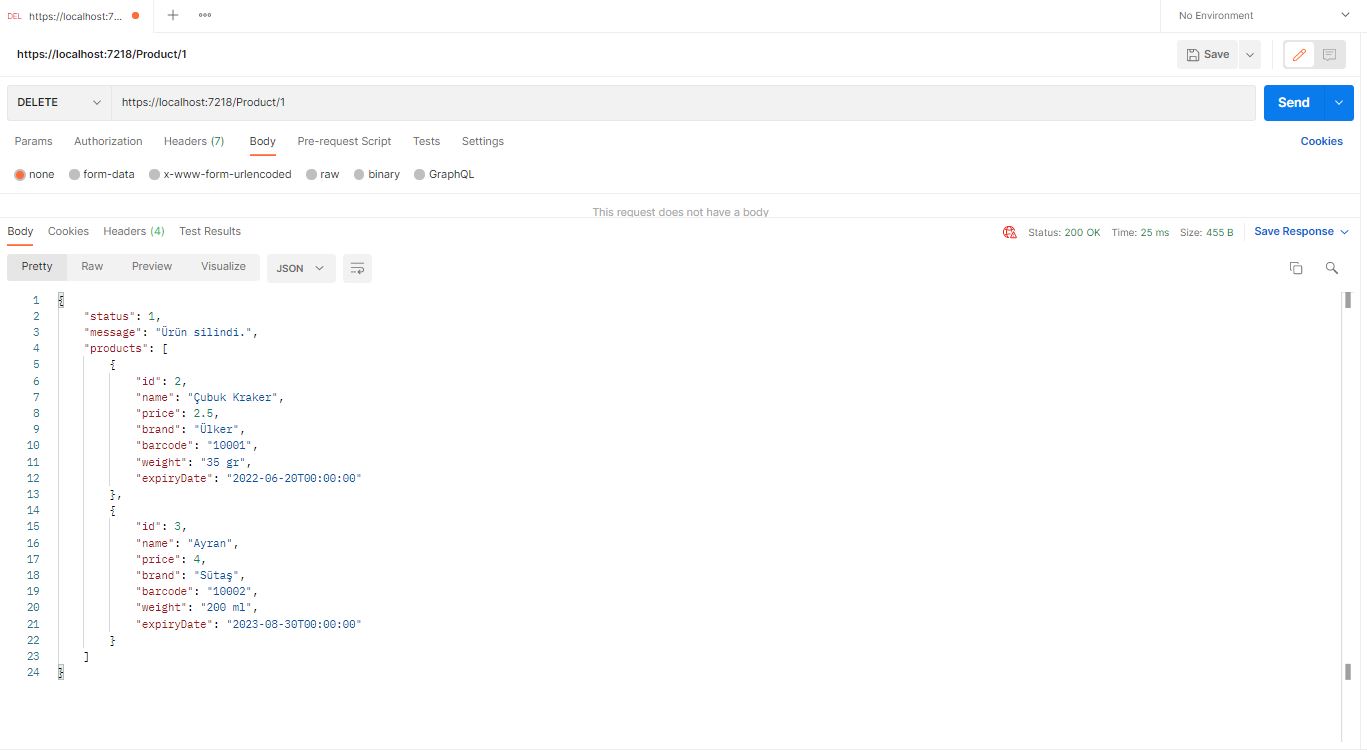 DEL https://localhost:7... No Environment
https://localhost:7218/Product/1 Save
DELETE https://localhost:7218/Product/1 Send
Params Authorization Headers (7) Body Pre-request Script Tests Settings Cookies
none form-data x-www-form-urlencoded raw binary GraphQL
This request does not have a body
Body Cookies Headers (4) Test Results Status: 200 OK Time: 25 ms Size: 455 B Save Response
Pretty Raw Preview Visualize JSON
1 {
2 "status": 1,
3 "message": "Ürün silindi.",
4 "products": [
5 {
6 "id": 2,
7 "name": "Çubuk Kraker",
8 "price": 2.5,
9 "brand": "Ülker",
10 "barcode": "10001",
11 "weight": "35 gr",
12 "expiryDate": "2022-06-20T00:00:00"
13 },
14 {
15 "id": 3,
16 "name": "Ayran",
17 "price": 4,
18 "brand": "Sütaş",
19 "barcode": "10002",
20 "weight": "200 ml",
21 "expiryDate": "2023-08-30T00:00:00"
22 }
23 ]
24 }